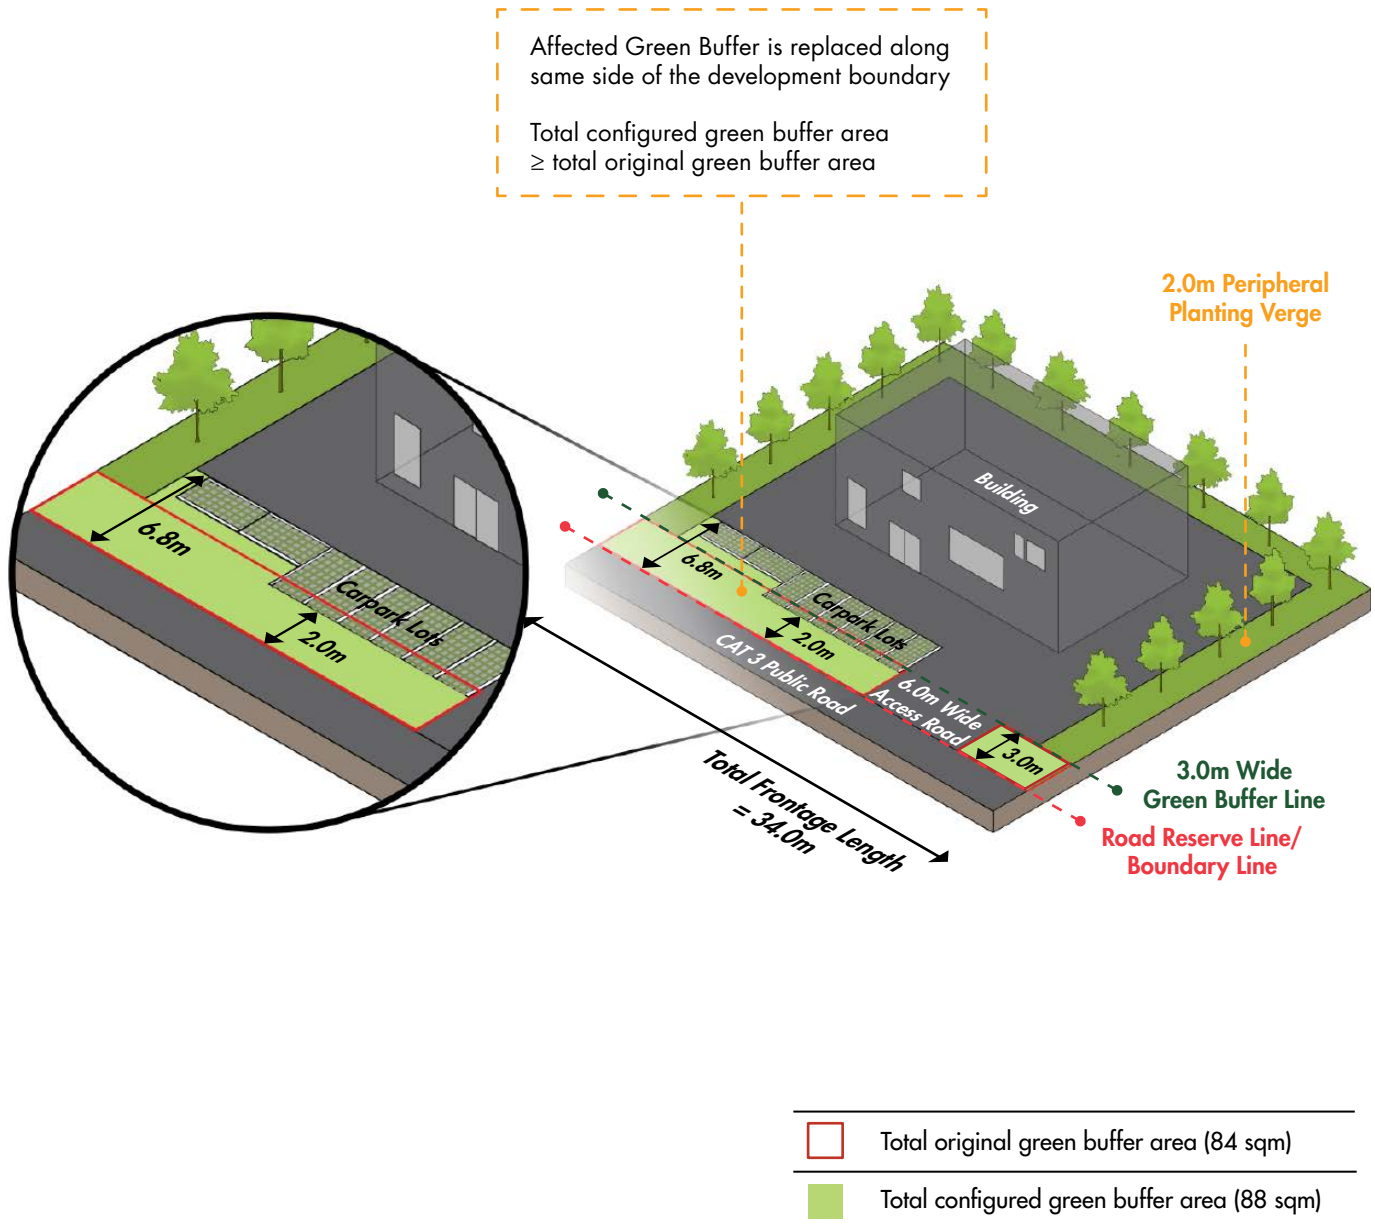 Affected Green Buffer is replaced along
same side of the development boundary
Total configured green buffer area
≥ total original green buffer area
2.0m Peripheral
Planting Verge
6.8m
Carpark Lots
2.0m
Building
6.8m
Carpark Lots
2.0m
CAT 3 Public Road
6.0m Wide
Access Road
3.0m
Total Frontage Length
= 34.0m
3.0m Wide
Green Buffer Line
Road Reserve Line/
Boundary Line
Total original green buffer area (84 sqm)
Total configured green buffer area (88 sqm)